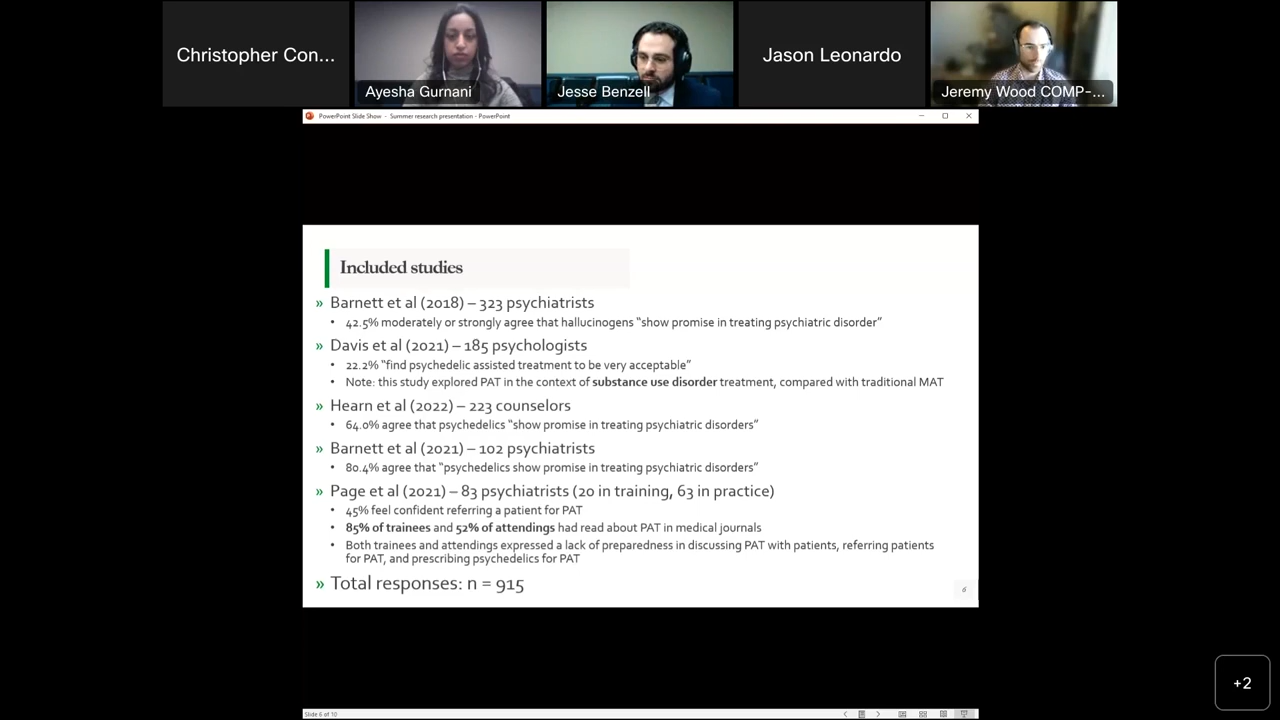 Christopher Con...
Ayesha Gurnani
Jesse Benzell
Jason Leonardo
Jeremy Wood COMP-...
PowerPoint Slide Show - Summer research presentation - PowerPoint
Included studies
» Barnett et al (2018) – 323 psychiatrists
• 42.5% moderately or strongly agree that hallucinogens “show promise in treating psychiatric disorder”
» Davis et al (2021) – 185 psychologists
• 22.2% “find psychedelic assisted treatment to be very acceptable”
• Note: this study explored PAT in the context of substance use disorder treatment, compared with traditional MAT
» Hearn et al (2022) – 223 counselors
• 64.0% agree that psychedelics “show promise in treating psychiatric disorders”
» Barnett et al (2021) – 102 psychiatrists
• 80.4% agree that “psychedelics show promise in treating psychiatric disorders”
» Page et al (2021) – 83 psychiatrists (20 in training, 63 in practice)
• 45% feel confident referring a patient for PAT
• 85% of trainees and 52% of attendings had read about PAT in medical journals
• Both trainees and attendings expressed a lack of preparedness in discussing PAT with patients, referring patients
for PAT, and prescribing psychedelics for PAT
» Total responses: n = 915
6
Slide 6 of 10
+2